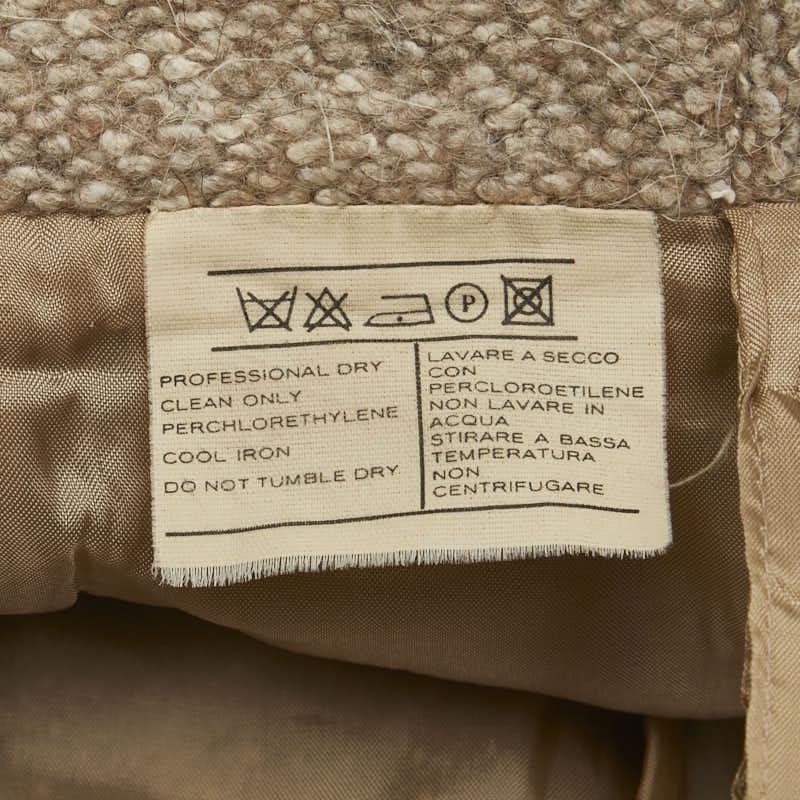 P
PROFESSIONAL DRY
CLEAN ONLY
PERCHLORETHYLENE
COOL IRON
DO NOT TUMBLE DRY
LAVARE A SECCO
CON
PERCLOROETILENE
NON LAVARE IN
ACQUA
STIRARE A BASSA
TEMPERATURA
NON
CENTRIFUGARE